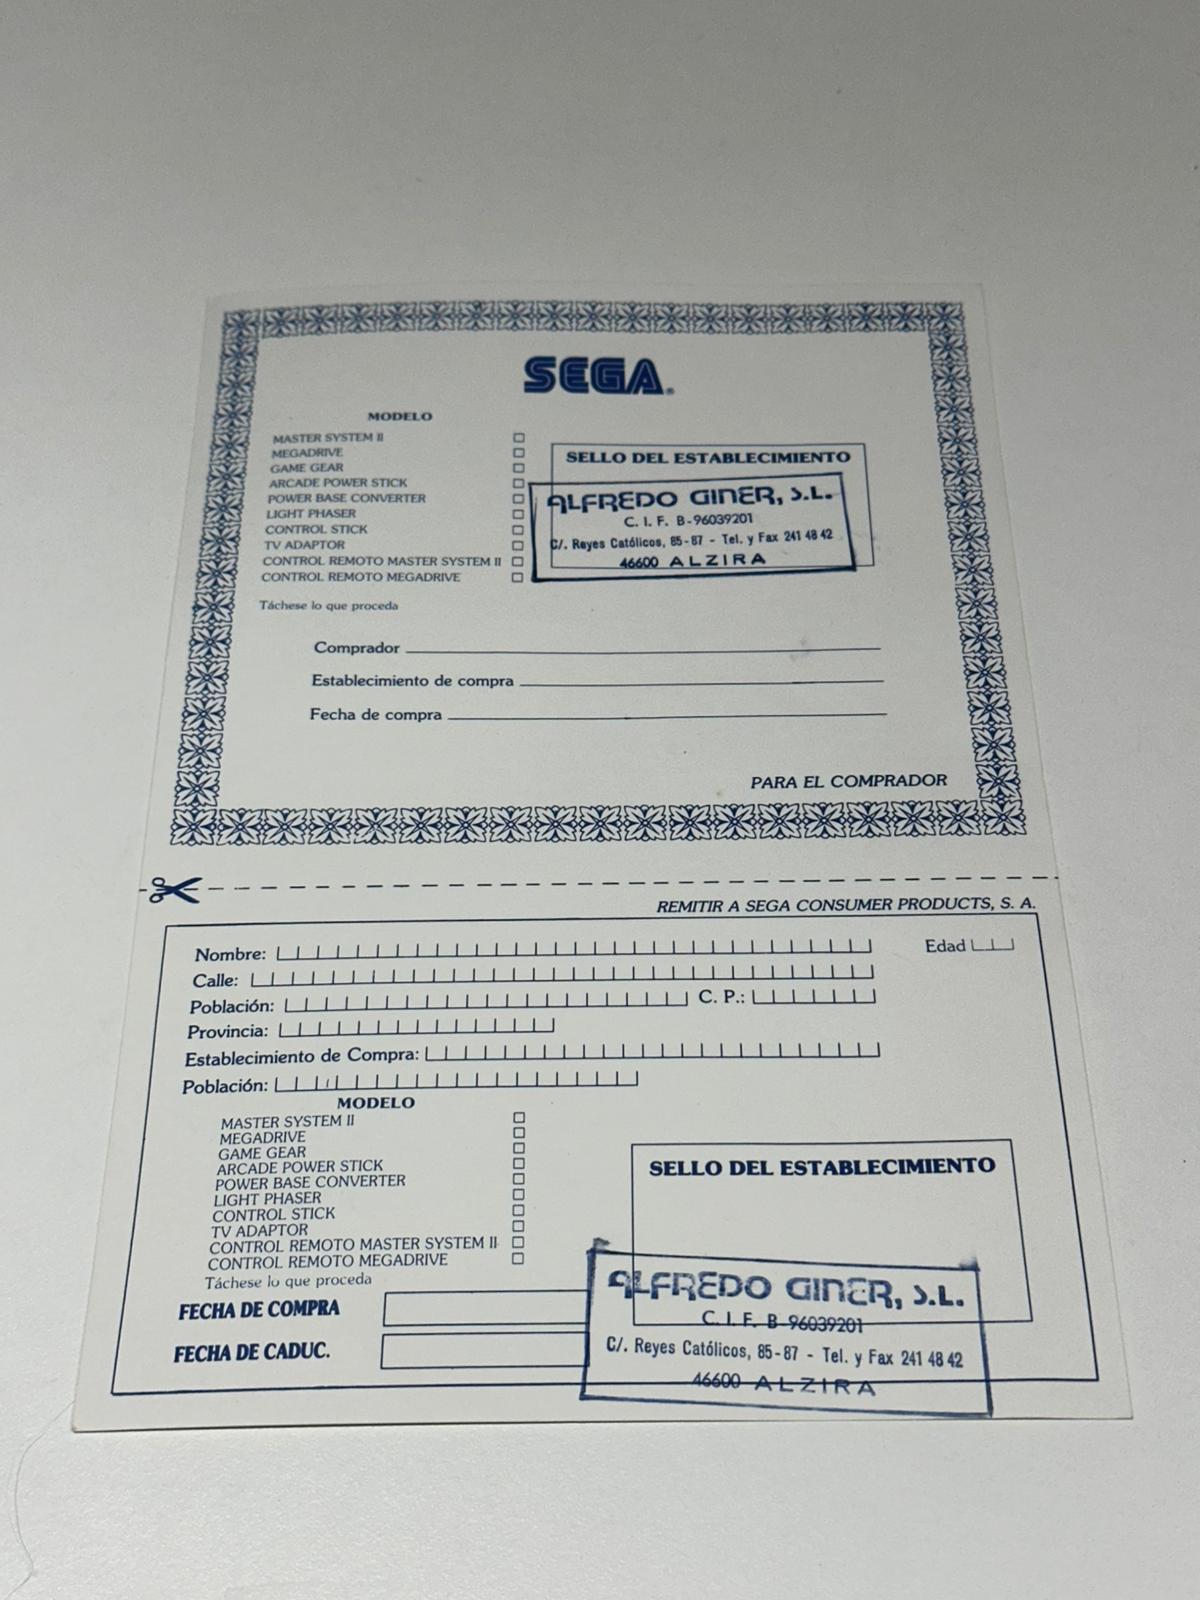 SEGA®
MODELO
MASTER SYSTEM II
MEGADRIVE
GAME GEAR
ARCADE POWER STICK
POWER BASE CONVERTER
LIGHT PHASER
CONTROL STICK
TV ADAPTOR
CONTROL REMOTO MASTER SYSTEM II
CONTROL REMOTO MEGADRIVE
Táchese lo que proceda
SELLO DEL ESTABLECIMIENTO
ALFREDO GINER, S.L.
C. I. F. B-96039201
C/. Reyes Católicos, 85-87 - Tel. y Fax 241 48 42
46600 ALZIRA
Comprador
Establecimiento de compra
Fecha de compra
PARA EL COMPRADOR
REMITIR A SEGA CONSUMER PRODUCTS, S. A.
Nombre: Edad
Calle:
Población: C. P.:
Provincia:
Establecimiento de Compra:
Población:
MODELO
MASTER SYSTEM II
MEGADRIVE
GAME GEAR
ARCADE POWER STICK
POWER BASE CONVERTER
LIGHT PHASER
CONTROL STICK
TV ADAPTOR
CONTROL REMOTO MASTER SYSTEM II
CONTROL REMOTO MEGADRIVE
Táchese lo que proceda
FECHA DE COMPRA
FECHA DE CADUC.
SELLO DEL ESTABLECIMIENTO
ALFREDO GINER, S.L.
C. I. F. B-96039201
C/. Reyes Católicos, 85-87 - Tel. y Fax 241 48 42
46600 ALZIRA